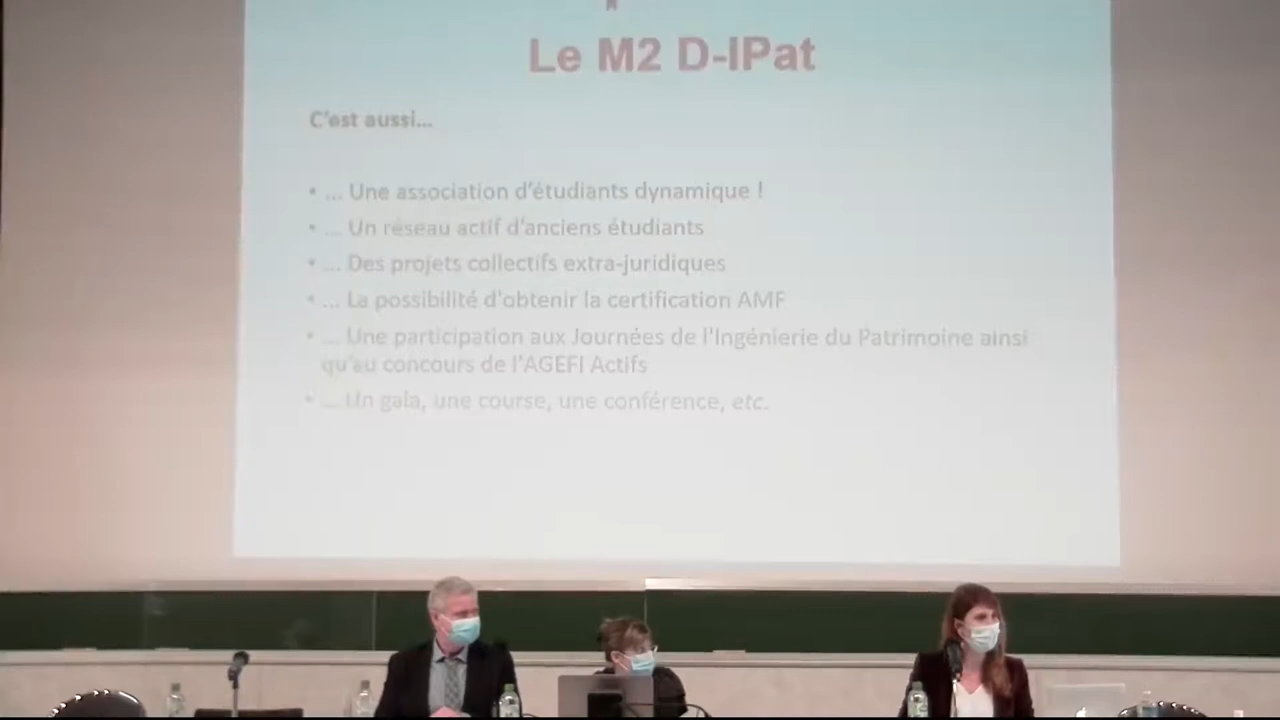 Le M2 D-IPat
C'est aussi...
• ... Une association d'étudiants dynamique !
• ... Un réseau actif d'anciens étudiants
• ... Des projets collectifs extra-juridiques
• ... La possibilité d'obtenir la certification AMF
• ... Une participation aux Journées de l'Ingénierie du Patrimoine ainsi
qu'au concours de l'AGEFI Actifs
• ... Un gala, une course, une conférence, etc.